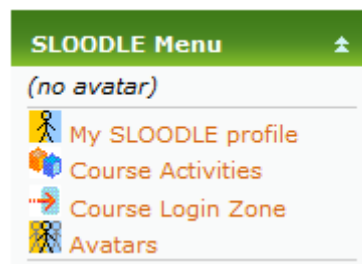 SLOODLE Menu
(no avatar)
My SLOODLE profile
Course Activities
Course Login Zone
Avatars